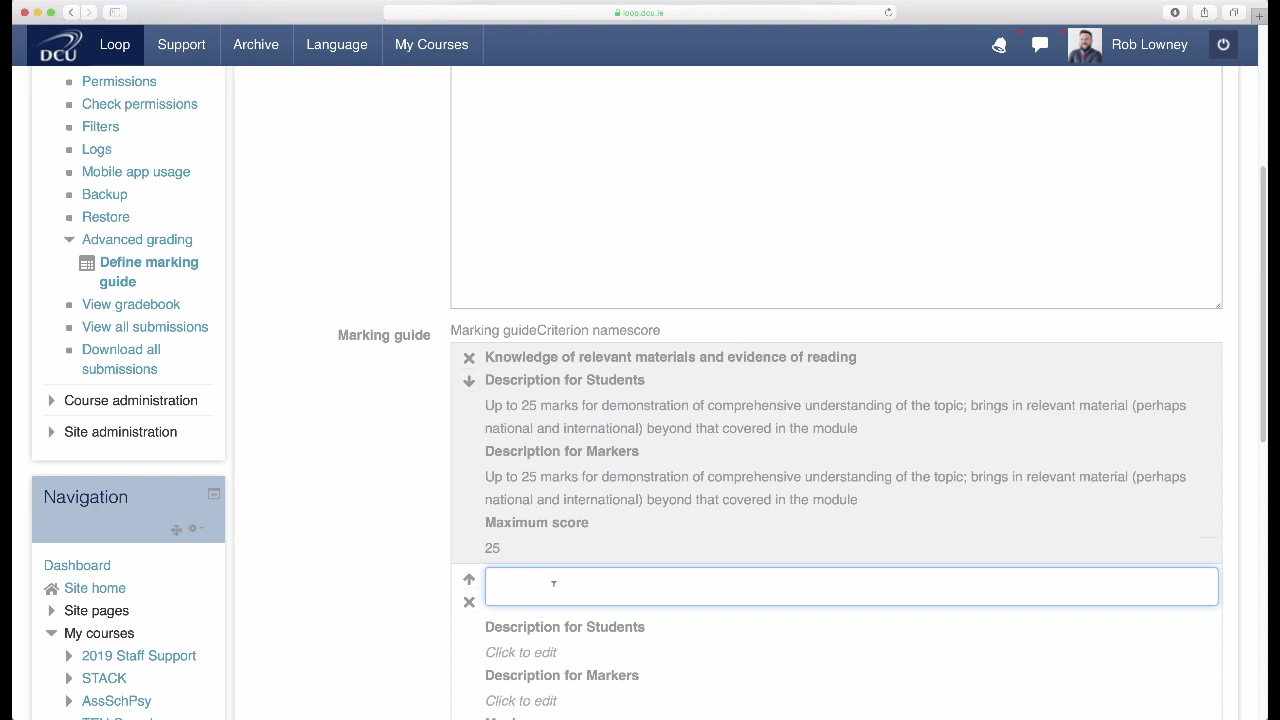 loop.dcu.ie
DCU
Loop
Support
Archive
Language
My Courses
Rob Lowney
Permissions
Check permissions
Filters
Logs
Mobile app usage
Backup
Restore
Advanced grading
Define marking
guide
View gradebook
View all submissions
Download all
submissions
Course administration
Site administration
Navigation
Dashboard
Site home
Site pages
My courses
2019 Staff Support
STACK
AssSchPsy
Marking guide
Marking guideCriterion namescore
Knowledge of relevant materials and evidence of reading
Description for Students
Up to 25 marks for demonstration of comprehensive understanding of the topic; brings in relevant material (perhaps
national and international) beyond that covered in the module
Description for Markers
Up to 25 marks for demonstration of comprehensive understanding of the topic; brings in relevant material (perhaps
national and international) beyond that covered in the module
Maximum score
25
Description for Students
Click to edit
Description for Markers
Click to edit